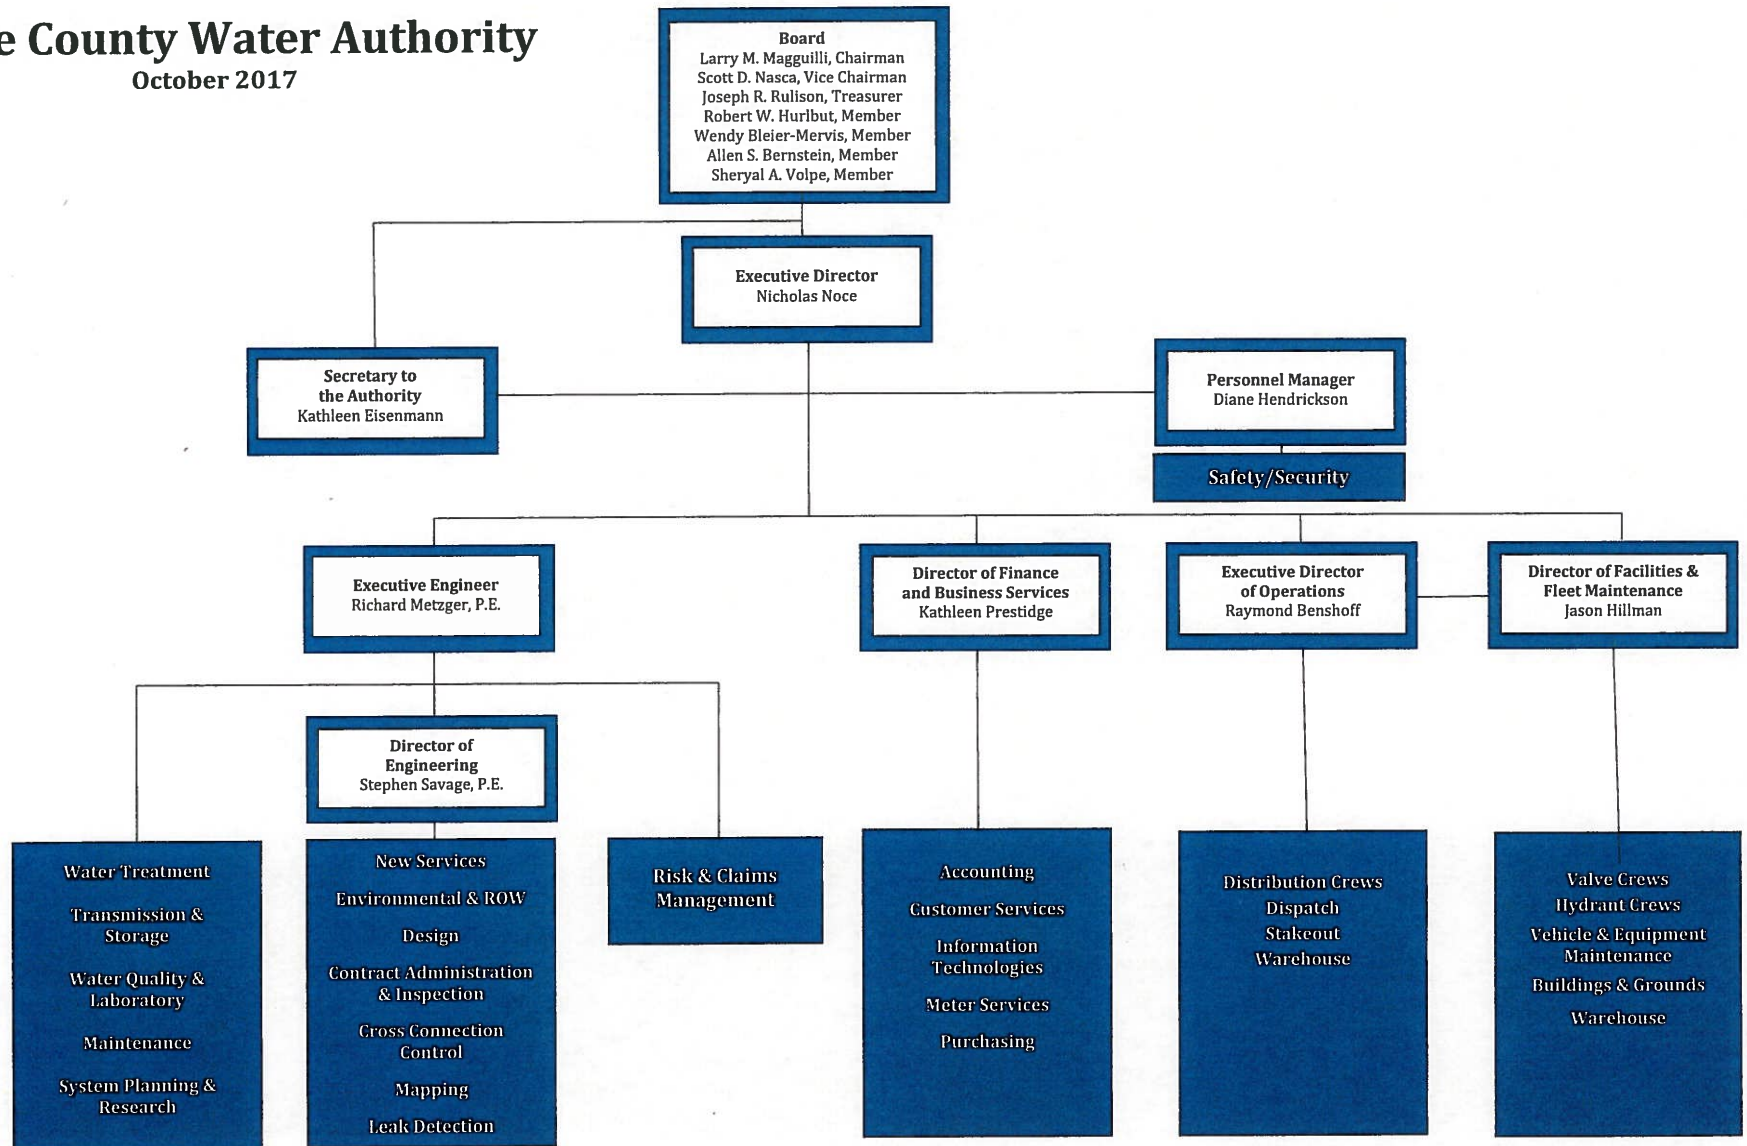 e County Water Authority
October 2017
Board
Larry M. Magguilli, Chairman
Scott D. Nasca, Vice Chairman
Joseph R. Rulison, Treasurer
Robert W. Hurlbut, Member
Wendy Bleier-Mervis, Member
Allen S. Bernstein, Member
Sheryal A. Volpe, Member
Executive Director
Nicholas Noce
Secretary to
the Authority
Kathleen Eisenmann
Personnel Manager
Diane Hendrickson
Safety/Security
Executive Engineer
Richard Metzger, P.E.
Director of Finance
and Business Services
Kathleen Prestidge
Executive Director
of Operations
Raymond Benshoff
Director of Facilities &
Fleet Maintenance
Jason Hillman
Director of
Engineering
Stephen Savage, P.E.
Water Treatment
Transmission &
Storage
Water Quality &
Laboratory
Maintenance
System Planning &
Research
New Services
Environmental & ROW
Design
Contract Administration
& Inspection
Cross Connection
Control
Mapping
Leak Detection
Risk & Claims
Management
Accounting
Customer Services
Information
Technologies
Meter Services
Purchasing
Distribution Crews
Dispatch
Stakeout
Warehouse
Valve Crews
Hydrant Crews
Vehicle & Equipment
Maintenance
Buildings & Grounds
Warehouse